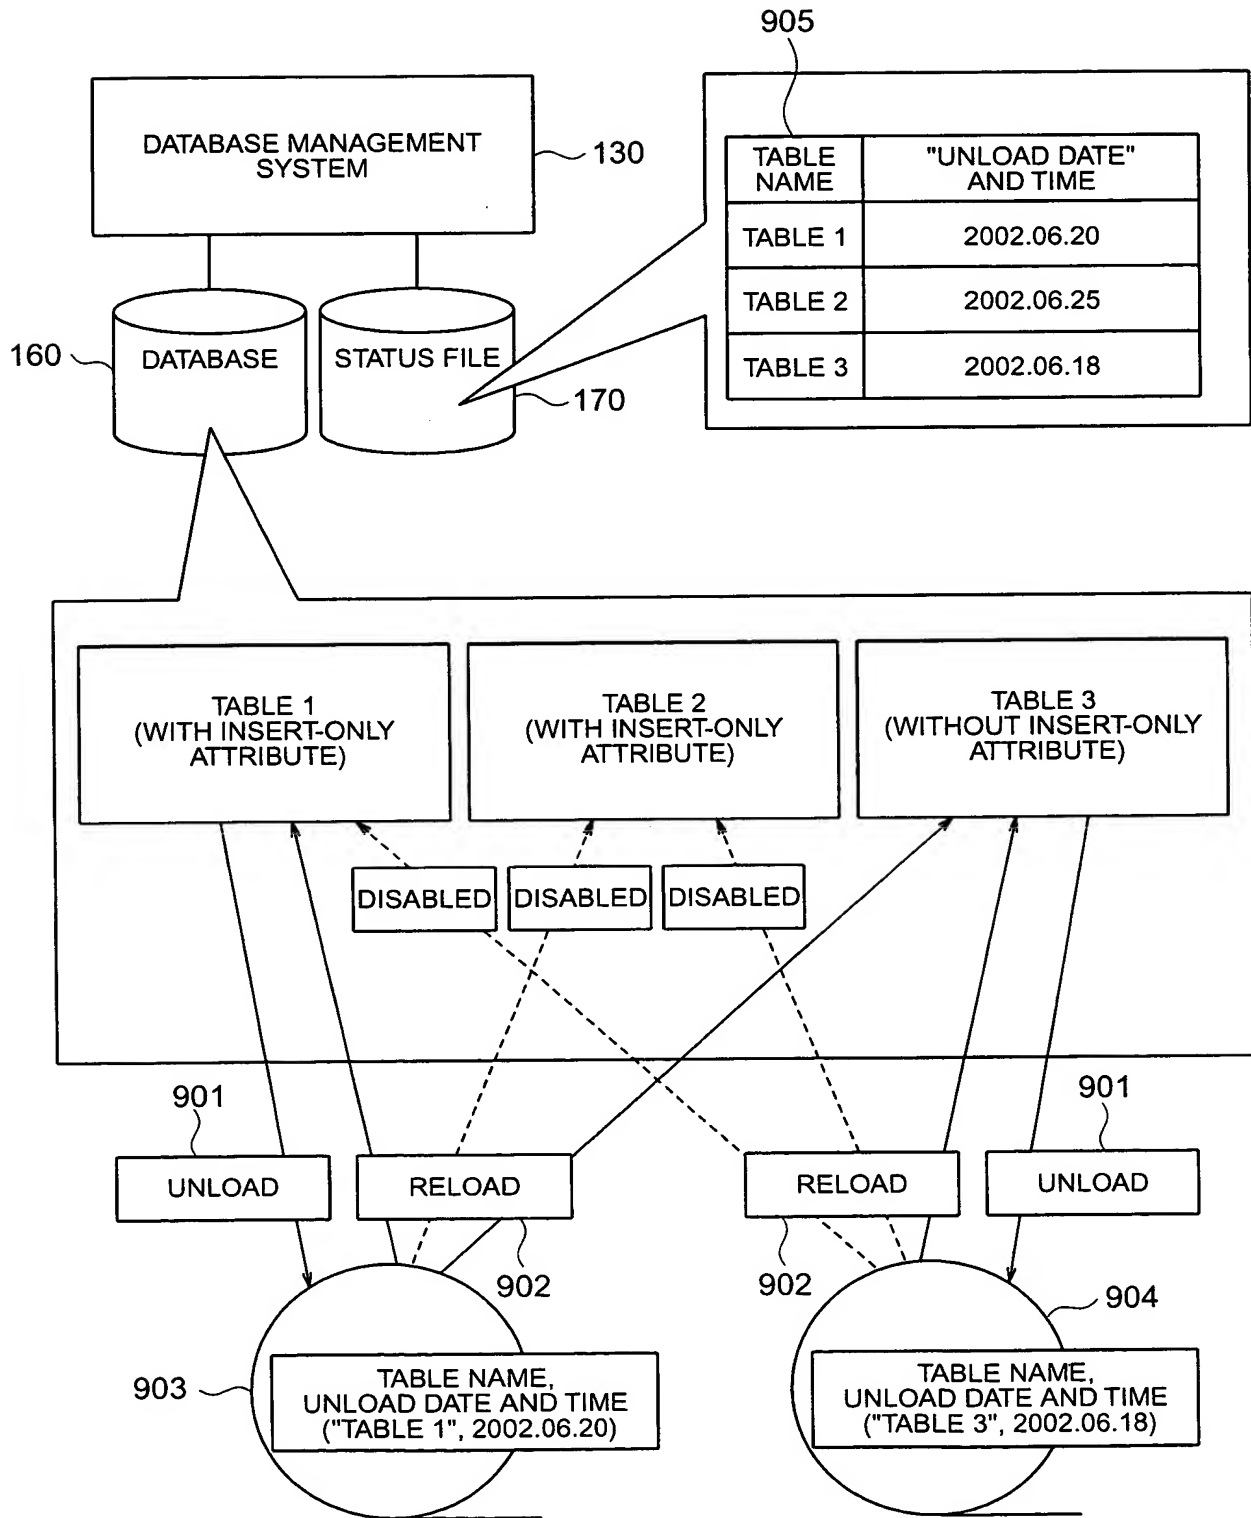 905
DATABASE MANAGEMENT
SYSTEM
130
TABLE
NAME
"UNLOAD DATE"
AND TIME
TABLE 1
2002.06.20
TABLE 2
2002.06.25
TABLE 3
2002.06.18
160
DATABASE
STATUS FILE
170
TABLE 1
(WITH INSERT-ONLY
ATTRIBUTE)
TABLE 2
(WITH INSERT-ONLY
ATTRIBUTE)
TABLE 3
(WITHOUT INSERT-ONLY
ATTRIBUTE)
DISABLED
DISABLED
DISABLED
901
901
UNLOAD
RELOAD
RELOAD
UNLOAD
902
902
904
903
TABLE NAME,
UNLOAD DATE AND TIME
("TABLE 1", 2002.06.20)
TABLE NAME,
UNLOAD DATE AND TIME
("TABLE 3", 2002.06.18)